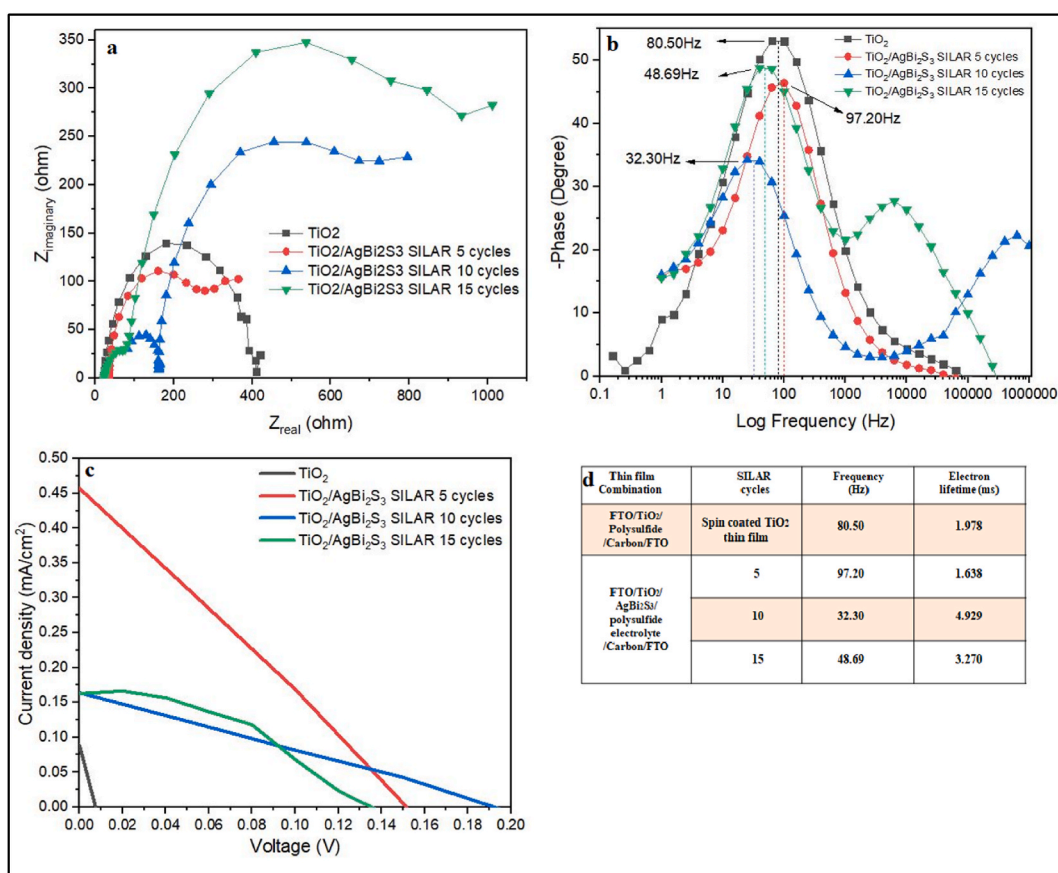 a
350
300
250
200
150
100
50
0
Z_imaginary (ohm)
TiO2
TiO2/AgBi2S3 SILAR 5 cycles
TiO2/AgBi2S3 SILAR 10 cycles
TiO2/AgBi2S3 SILAR 15 cycles
0 200 400 600 800 1000
Z_real (ohm)
b
50
40
30
20
10
0
-Phase (Degree)
80.50Hz
48.69Hz
32.30Hz
97.20Hz
TiO₂
TiO₂/AgBi₂S₃ SILAR 5 cycles
TiO₂/AgBi₂S₃ SILAR 10 cycles
TiO₂/AgBi₂S₃ SILAR 15 cycles
0.1 1 10 100 1000 10000 100000 1000000
Log Frequency (Hz)
c
0.50
0.45
0.40
0.35
0.30
0.25
0.20
0.15
0.10
0.05
0.00
Current density (mA/cm²)
TiO₂
TiO₂/AgBi₂S₃ SILAR 5 cycles
TiO₂/AgBi₂S₃ SILAR 10 cycles
TiO₂/AgBi₂S₃ SILAR 15 cycles
0.00 0.02 0.04 0.06 0.08 0.10 0.12 0.14 0.16 0.18 0.20
Voltage (V)
d
Thin film
Combination
SILAR
cycles
Frequency
(Hz)
Electron
lifetime (ms)
FTO/TiO₂/
Polysulfide
/Carbon/FTO
Spin coated TiO₂
thin film
80.50
1.978
FTO/TiO₂/
AgBi₂S₃/
polysulfide
electrolyte
/Carbon/FTO
5
97.20
1.638
10
32.30
4.929
15
48.69
3.270